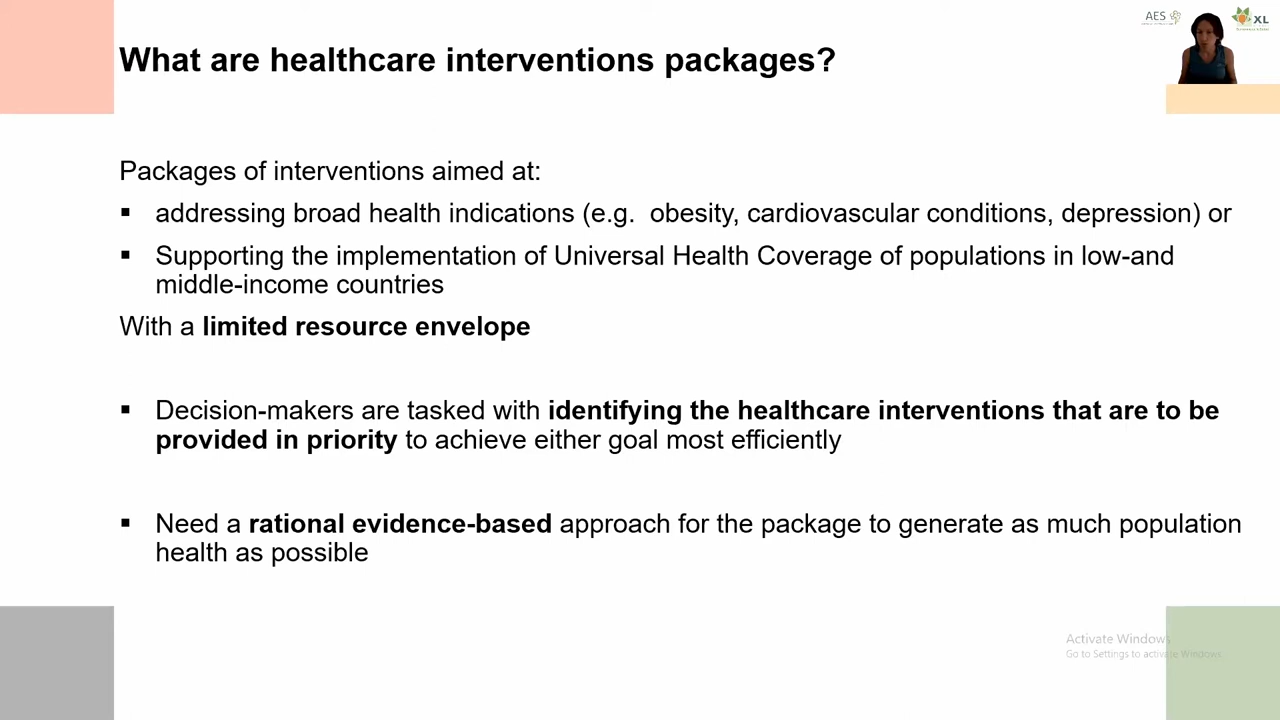 AES
XL
What are healthcare interventions packages?
Packages of interventions aimed at:
▪ addressing broad health indications (e.g.  obesity, cardiovascular conditions, depression) or
▪ Supporting the implementation of Universal Health Coverage of populations in low-and
middle-income countries
With a limited resource envelope
▪ Decision-makers are tasked with identifying the healthcare interventions that are to be
provided in priority to achieve either goal most efficiently
▪ Need a rational evidence-based approach for the package to generate as much population
health as possible
Activate Windows
Go to Settings to activate Windows.